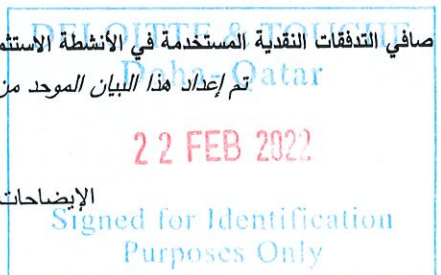 DELOITTE & TOUCHE
صافي التدفقات النقدية المستخدمة في الأنشطة الاستثم
Doha-Qatar
تم إعداد هذا البيان الموحد من
22 FEB 2022
الإيضاحات
Signed for Identification
Purposes Only